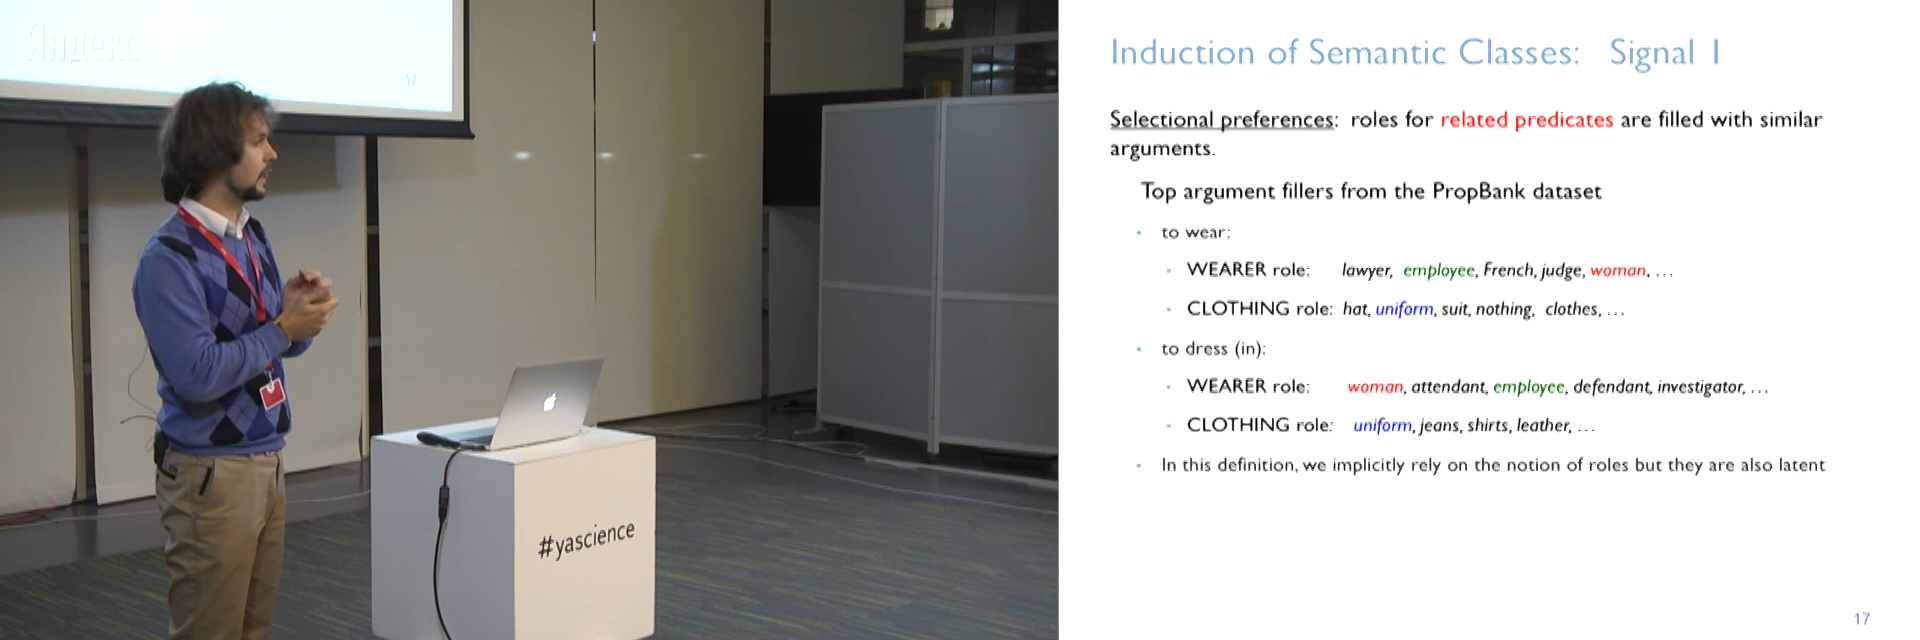 Яндекс
17
#yascience
Induction of Semantic Classes: Signal 1
Selectional preferences: roles for related predicates are filled with similar
arguments.
Top argument fillers from the PropBank dataset
• to wear:
• WEARER role: lawyer, employee, French, judge, woman, …
• CLOTHING role: hat, uniform, suit, nothing, clothes, …
• to dress (in):
• WEARER role: woman, attendant, employee, defendant, investigator, …
• CLOTHING role: uniform, jeans, shirts, leather, …
• In this definition, we implicitly rely on the notion of roles but they are also latent
17